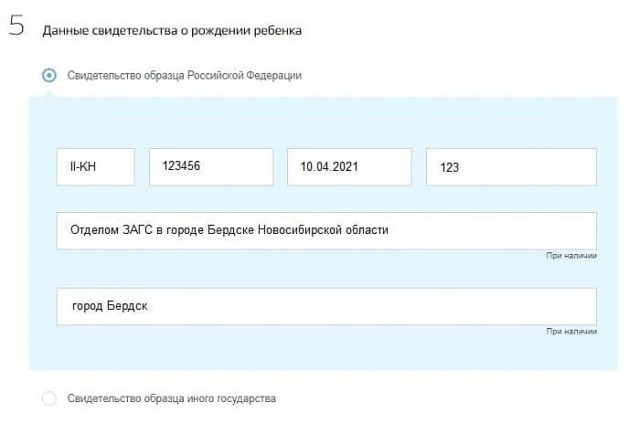 5 Данные свидетельства о рождении ребенка
Свидетельство образца Российской Федерации
II-КН 123456 10.04.2021 123
Отделом ЗАГС в городе Бердске Новосибирской области
При наличии
город Бердск
При наличии
Свидетельство образца иного государства